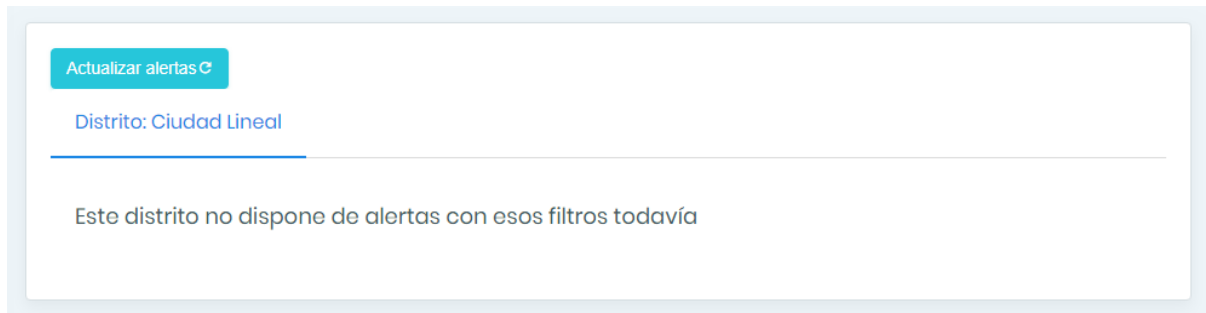 Actualizar alertas
Distrito: Ciudad Lineal
Este distrito no dispone de alertas con esos filtros todavía